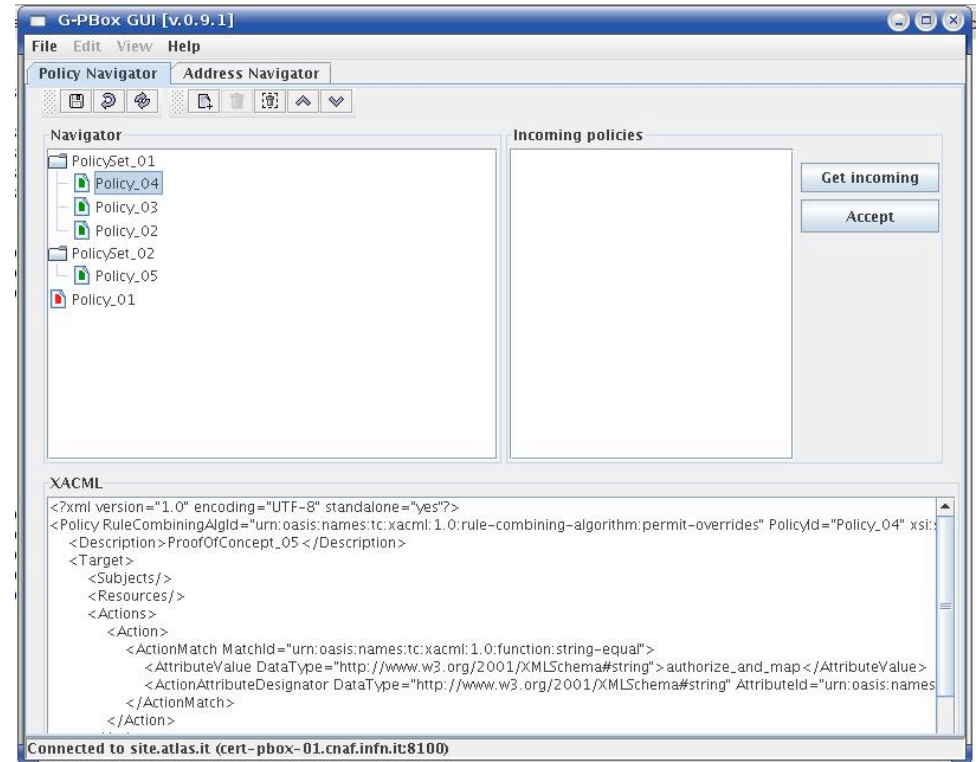 G-PBox GUI [v.0.9.1]
File Edit View Help
Policy Navigator Address Navigator
Navigator
PolicySet_01
Policy_04
Policy_03
Policy_02
PolicySet_02
Policy_05
Policy_01
Incoming policies
Get incoming
Accept
XACML
<?xml version="1.0" encoding="UTF-8" standalone="yes"?>
<Policy RuleCombiningAlgId="urn:oasis:names:tc:xacml:1.0:rule-combining-algorithm:permit-overrides" PolicyId="Policy_04" xsi:
<Description>ProofOfConcept_05</Description>
<Target>
<Subjects/>
<Resources/>
<Actions>
<Action>
<ActionMatch MatchId="urn:oasis:names:tc:xacml:1.0:function:string-equal">
<AttributeValue DataType="http://www.w3.org/2001/XMLSchema#string">authorize_and_map</AttributeValue>
<ActionAttributeDesignator DataType="http://www.w3.org/2001/XMLSchema#string" AttributeId="urn:oasis:names
</ActionMatch>
</Action>
Connected to site.atlas.it (cert-pbox-01.cnaf.infn.it:8100)